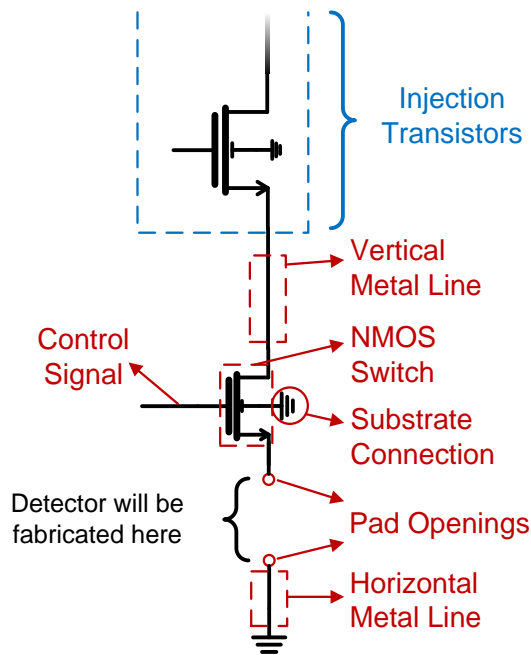 Injection
Transistors
Vertical
Metal Line
NMOS
Switch
Control
Signal
Substrate
Connection
Detector will be
fabricated here
Pad Openings
Horizontal
Metal Line